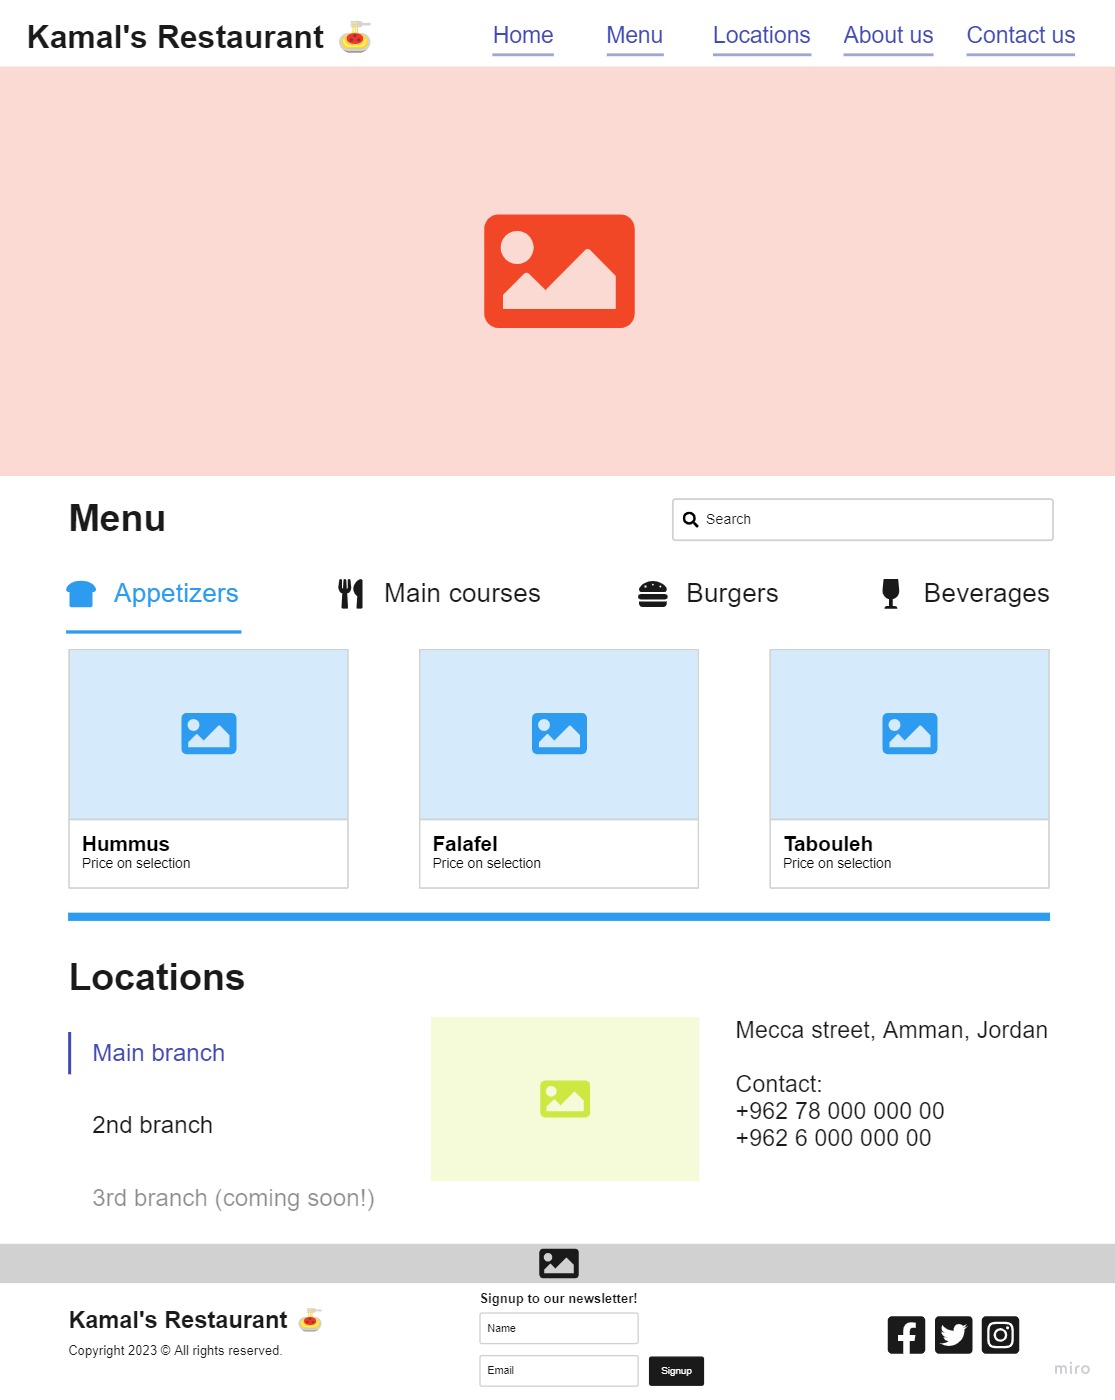 Kamal's Restaurant
Home Menu Locations About us Contact us
Menu
Search
Appetizers Main courses Burgers Beverages
Hummus
Price on selection
Falafel
Price on selection
Tabouleh
Price on selection
Locations
Main branch
2nd branch
3rd branch (coming soon!)
Mecca street, Amman, Jordan
Contact:
+962 78 000 000 00
+962 6 000 000 00
Kamal's Restaurant
Copyright 2023 © All rights reserved.
Signup to our newsletter!
Name
Email
Signup
miro